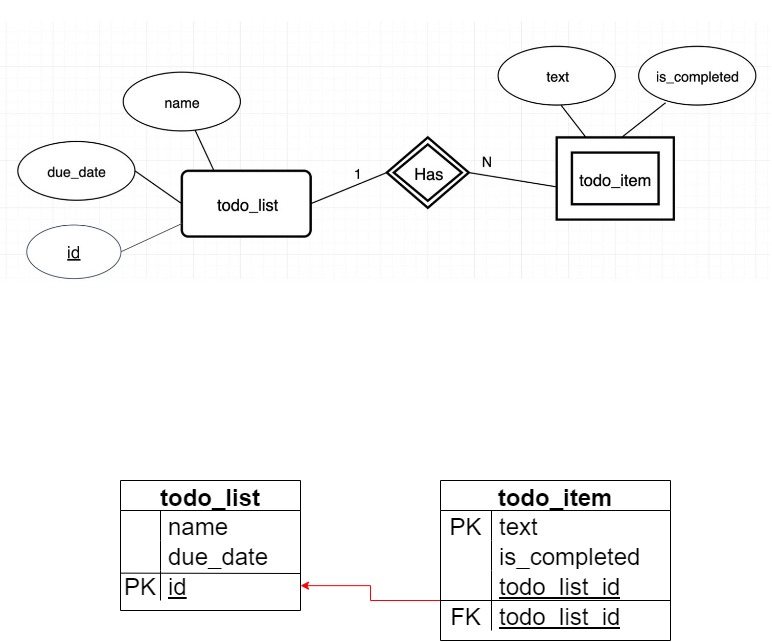 text
is_completed
name
due_date
1
Has
N
todo_item
todo_list
id
todo_list
name
due_date
PK id
todo_item
PK text
is_completed
todo_list_id
FK todo_list_id